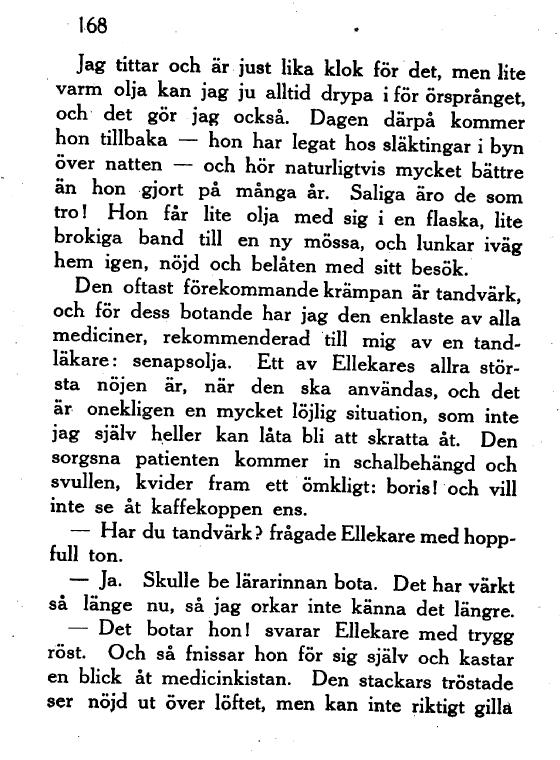 168
Jag tittar och är just lika klok för det, men lite
varm olja kan jag ju alltid drypa i för örsprånget,
och det gör jag också. Dagen därpå kommer
hon tillbaka — hon har legat hos släktingar i byn
över natten — och hör naturligtvis mycket bättre
än hon gjort på många år. Saliga äro de som
tro! Hon får lite olja med sig i en flaska, lite
brokiga band till en ny mössa, och lunkar iväg
hem igen, nöjd och belåten med sitt besök.
Den oftast förekommande krämpan är tandvärk,
och för dess botande har jag den enklaste av alla
mediciner, rekommenderad till mig av en tand-
läkare: senapsolja. Ett av Ellekares allra stör-
sta nöjen är, när den ska användas, och det
är onekligen en mycket löjlig situation, som inte
jag själv heller kan låta bli att skratta åt. Den
sorgsna patienten kommer in schalbehängd och
svullen, kvider fram ett ömkligt: boris! och vill
inte se åt kaffekoppen ens.
— Har du tandvärk? frågade Ellekare med hopp-
full ton.
— Ja. Skulle be lärarinnan bota. Det har värkt
så länge nu, så jag orkar inte känna det längre.
— Det botar hon! svarar Ellekare med trygg
röst. Och så fnissar hon för sig själv och kastar
en blick åt medicinkistan. Den stackars tröstade
ser nöjd ut över löftet, men kan inte riktigt gilla